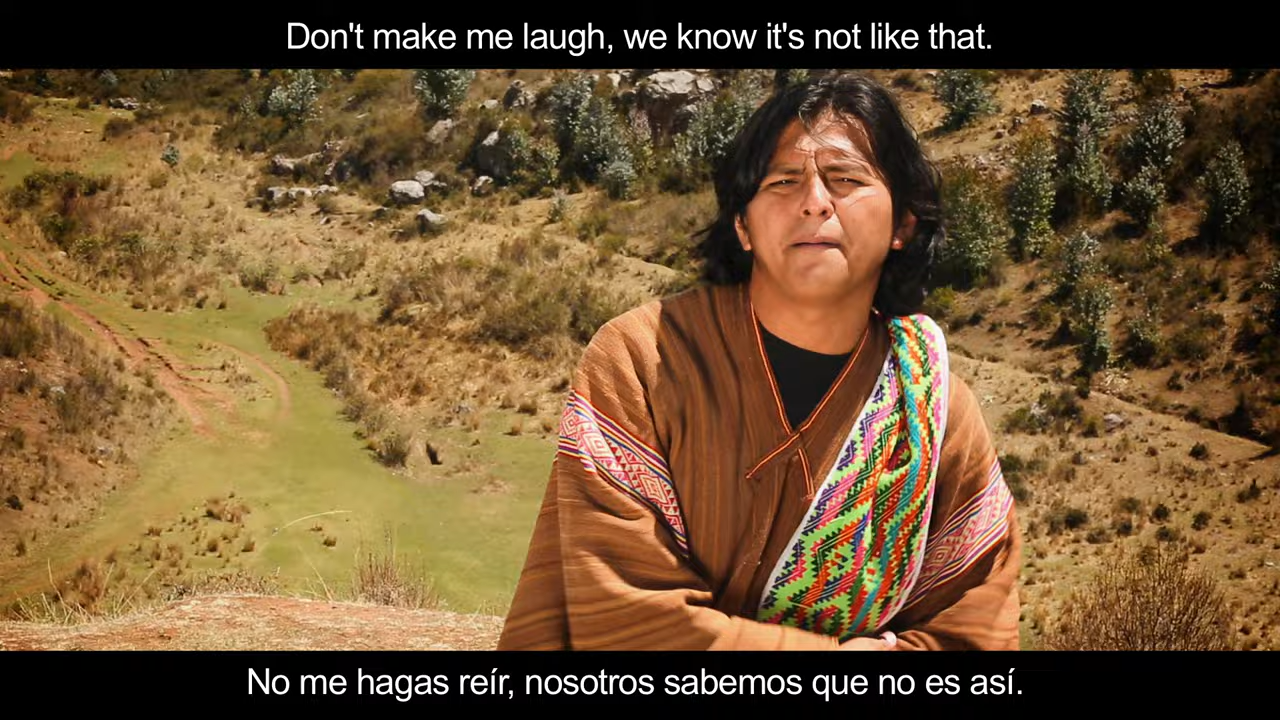 Don't make me laugh, we know it's not like that.
No me hagas reír, nosotros sabemos que no es así.